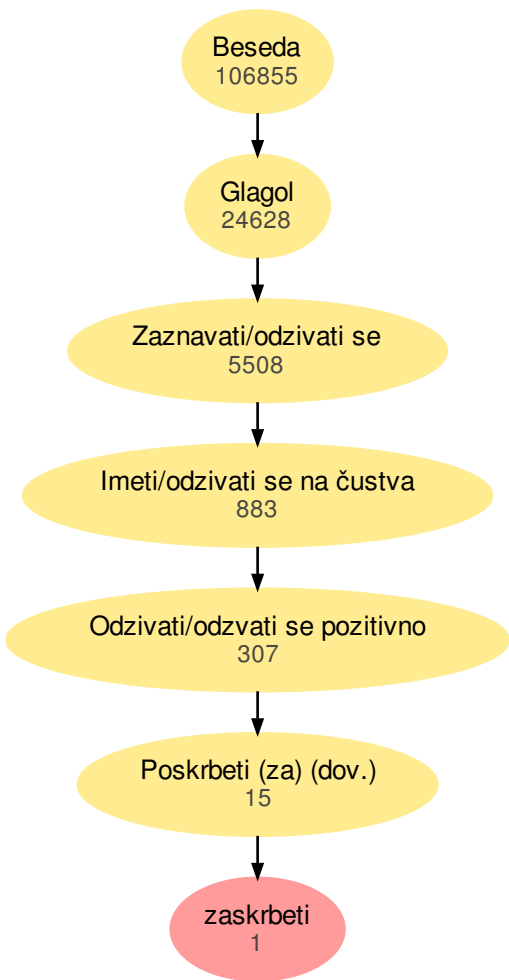 Beseda
106855
Glagol
24628
Zaznavati/odzivati se
5508
Imeti/odzivati se na čustva
883
Odzivati/odzvati se pozitivno
307
Poskrbeti (za) (dov.)
15
zaskrbeti
1